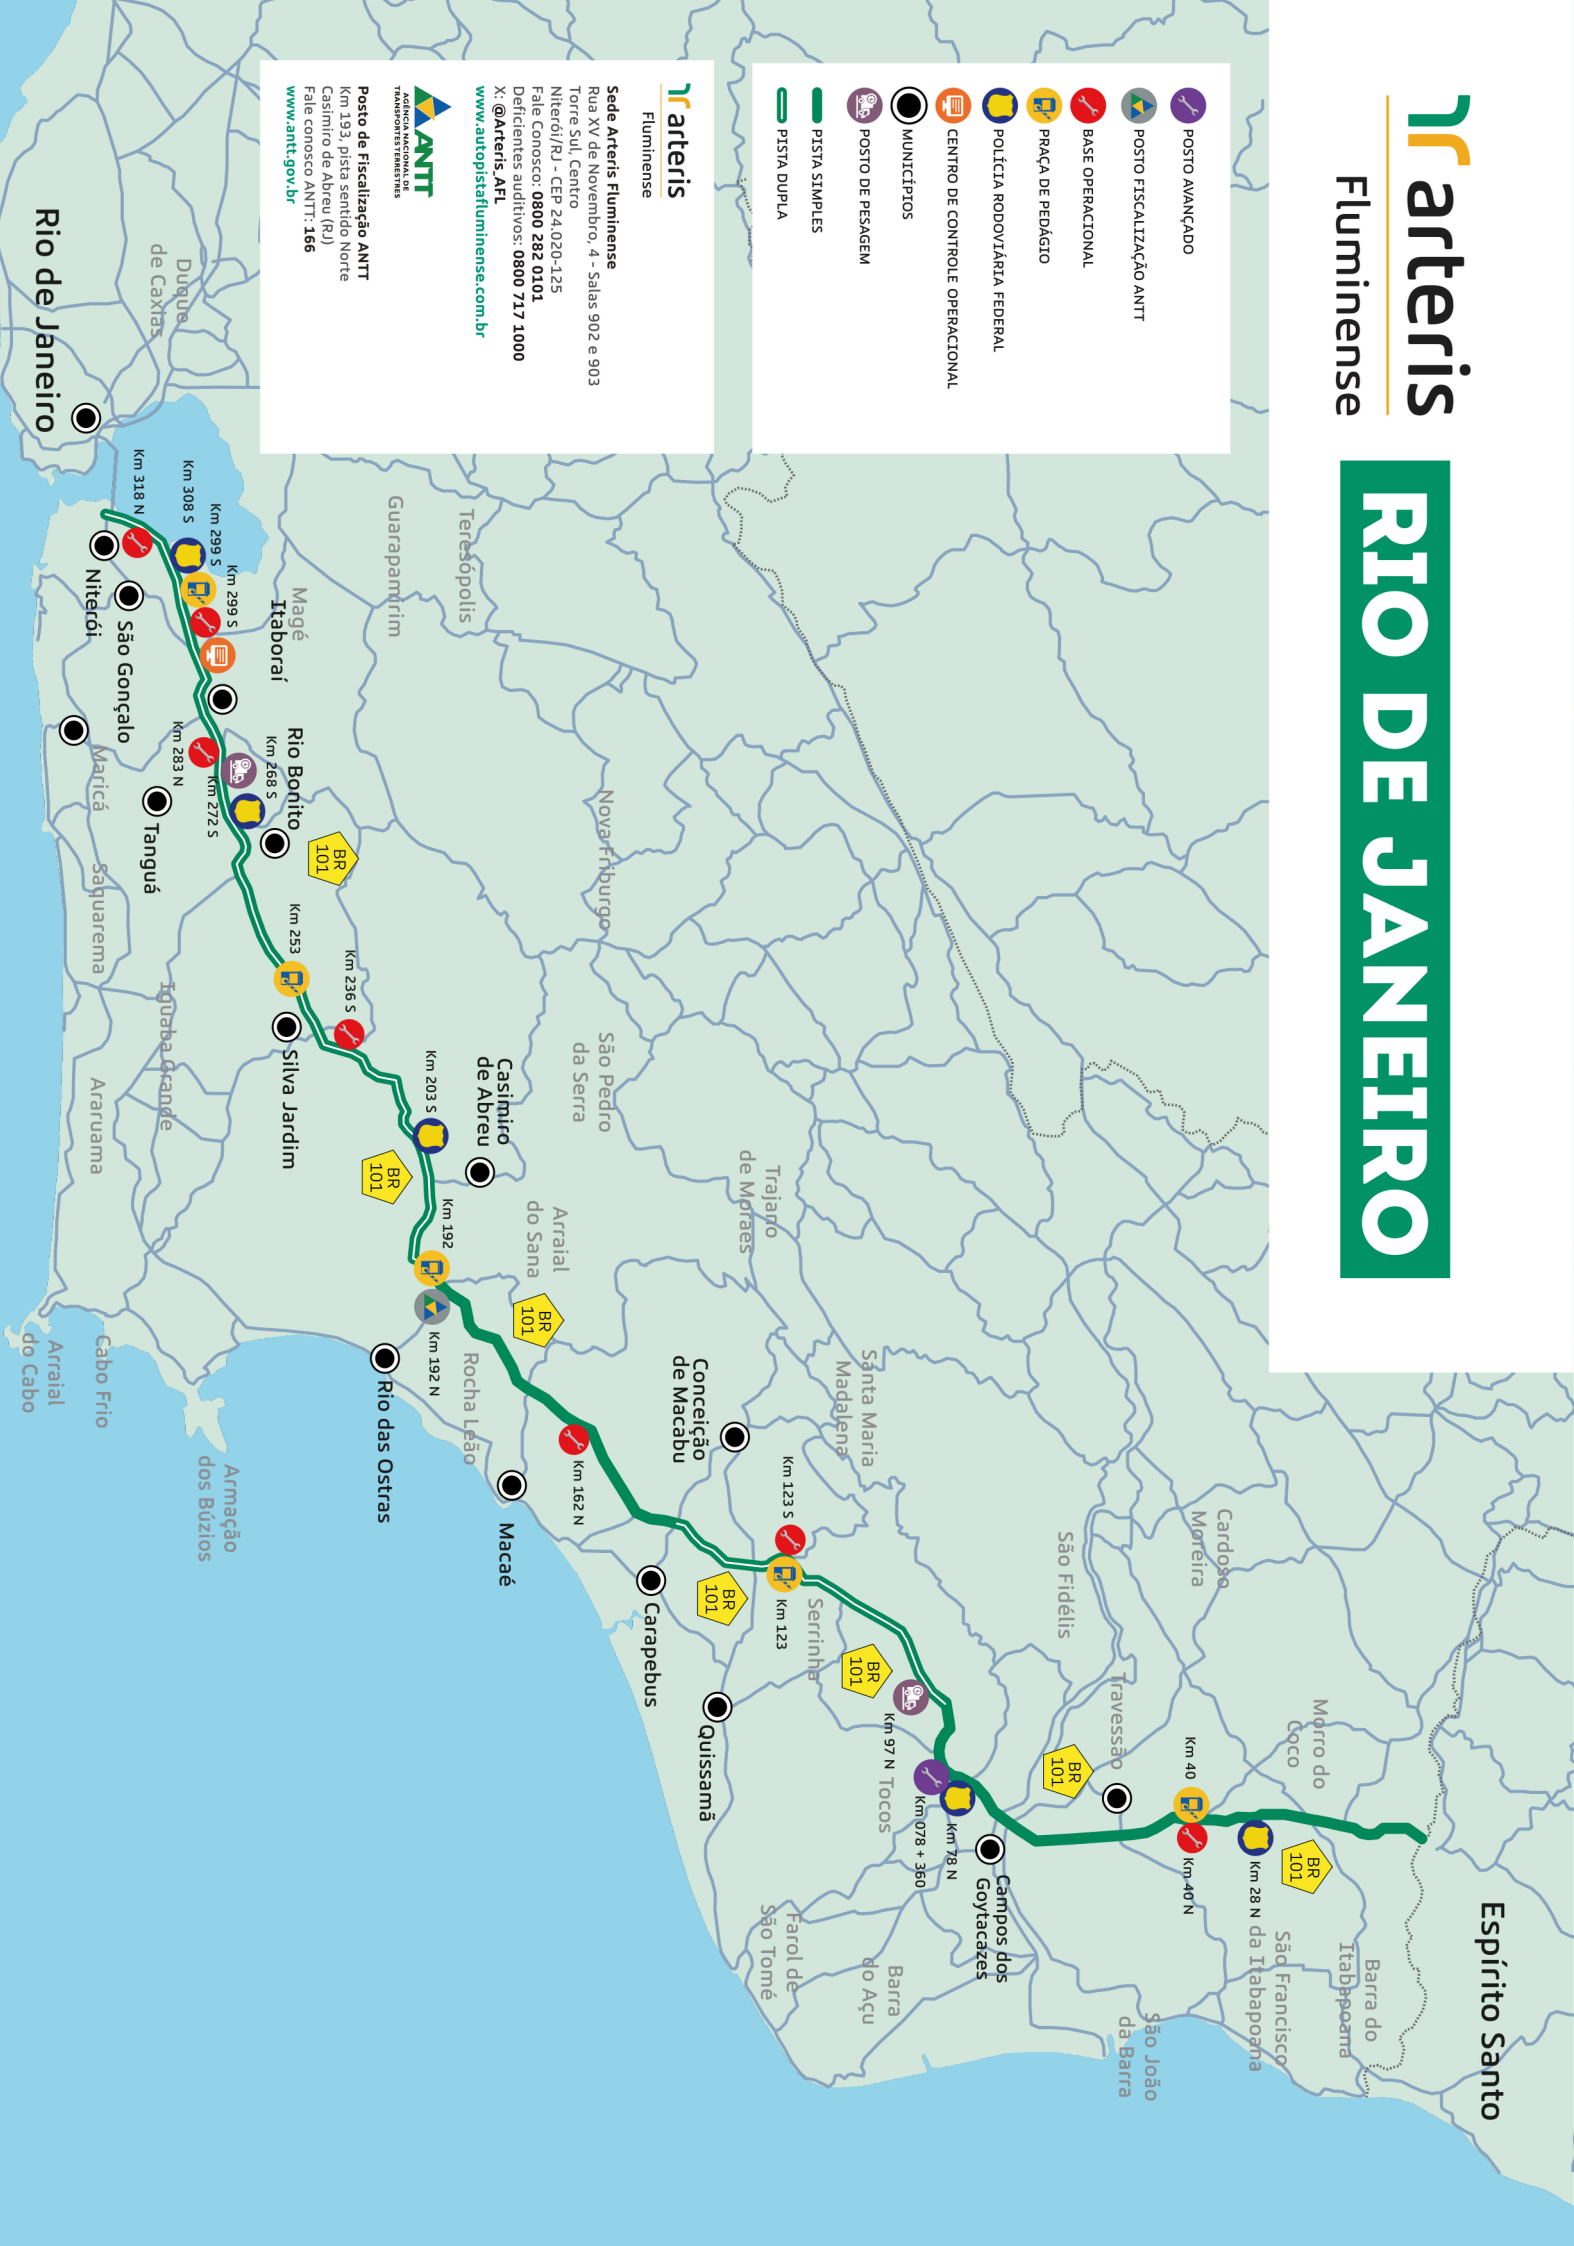 arteris
Fluminense
RIO DE JANEIRO
POSTO AVANÇADO
POSTO FISCALIZAÇÃO ANTT
BASE OPERACIONAL
PRAÇA DE PEDÁGIO
POLÍCIA RODOVIÁRIA FEDERAL
CENTRO DE CONTROLE OPERACIONAL
MUNICÍPIOS
POSTO DE PESAGEM
PISTA SIMPLES
PISTA DUPLA
arteris
Fluminense
Sede Arteris Fluminense
Rua XV de Novembro, 4 - Salas 902 e 903
Torre Sul, Centro
Niterói/RJ - CEP 24.020-125
Fale Conosco: 0800 282 0101
Deficientes auditivos: 0800 717 1000
X: @Arteris_AFL
www.autopistafluminense.com.br
ANTT
AGÊNCIA NACIONAL DE
TRANSPORTES TERRESTRES
Posto de Fiscalização ANTT
Km 193, pista sentido Norte
Casimiro de Abreu (RJ)
Fale conosco ANTT: 166
www.antt.gov.br
Espírito Santo
Barra do
Itabapoana
São Francisco
da Itabapoana
Morro do
Coco
BR
101
Km 28 N
Km 40
Km 40 N
Cardoso
Moreira
São João
da Barra
Travessão
BR
101
São Fidélis
Campos dos
Goytacazes
Km 78 N
Km 078 + 360
Km 97 N
Tocos
Barra
do Açu
Farol de
São Tomé
BR
101
Santa Maria
Madalena
Serrinha
Km 123 S
Km 123
BR
101
Trajano
de Moraes
Conceição
de Macabu
Quissamã
Carapebus
São Pedro
da Serra
Nova Friburgo
Km 162 N
Arraial
do Sana
BR
101
Macaé
Casimiro
de Abreu
Rocha Leão
Teresópolis
Km 192
Km 192 N
Km 203 S
BR
101
Rio das Ostras
Guarapamirim
Km 236 S
BR
101
Magé
Itaboraí
Rio Bonito
Km 268 S
Km 253
Silva Jardim
Km 299 S
Km 299 S
Km 308 S
Km 283 N
Km 272 S
Armação
dos Búzios
Duque
de Caxias
Iguaba Grande
Km 318 N
São Gonçalo
Tanguá
Niterói
Maricá
Saquarema
Araruama
Cabo Frio
Rio de Janeiro
Arraial
do Cabo